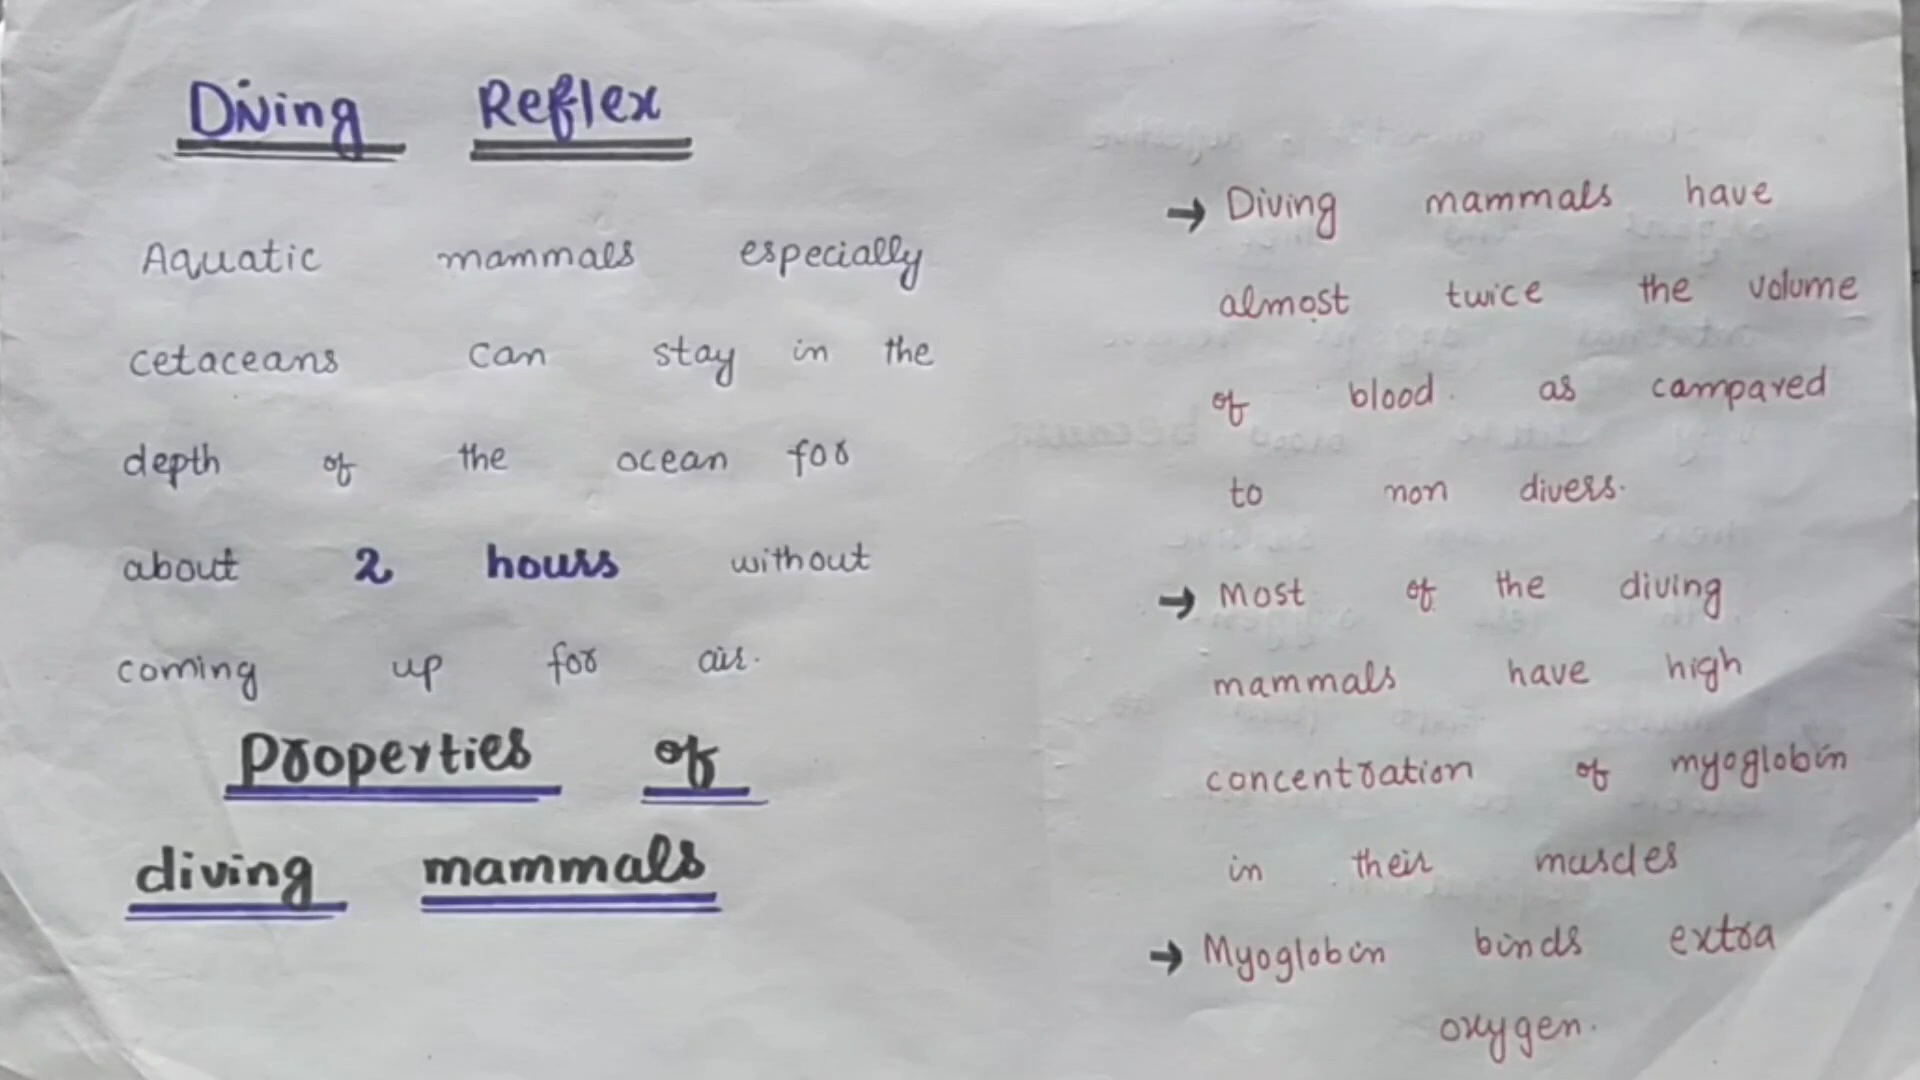 Diving Reflex
Aquatic mammals especially
cetaceans can stay in the
depth of the ocean for
about 2 hours without
coming up for air.
Properties of
diving mammals
→ Diving mammals have
almost twice the volume
of blood. as campared
to non divers.
→ Most of the diving
mammals have high
concentration of myoglobin
in their muscles
→ Myoglobin binds extra
oxygen.